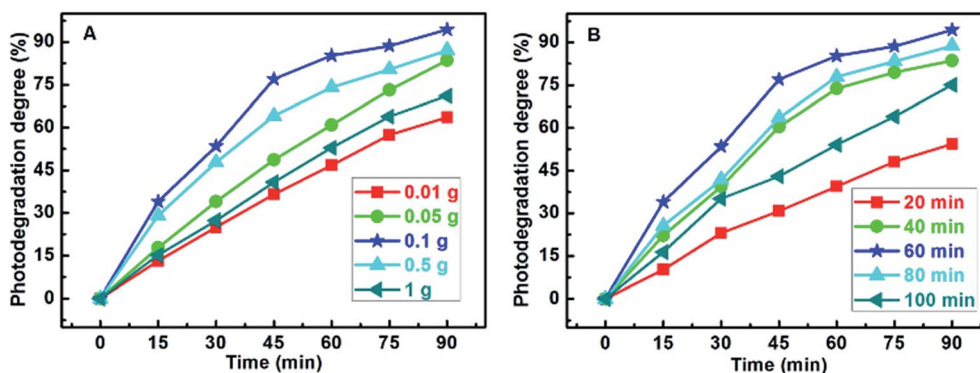 A
Photodegradation degree (%)
90
75
60
45
30
15
0
0 15 30 45 60 75 90
Time (min)
0.01 g
0.05 g
0.1 g
0.5 g
1 g
B
Photodegradation degree (%)
90
75
60
45
30
15
0
0 15 30 45 60 75 90
Time (min)
20 min
40 min
60 min
80 min
100 min